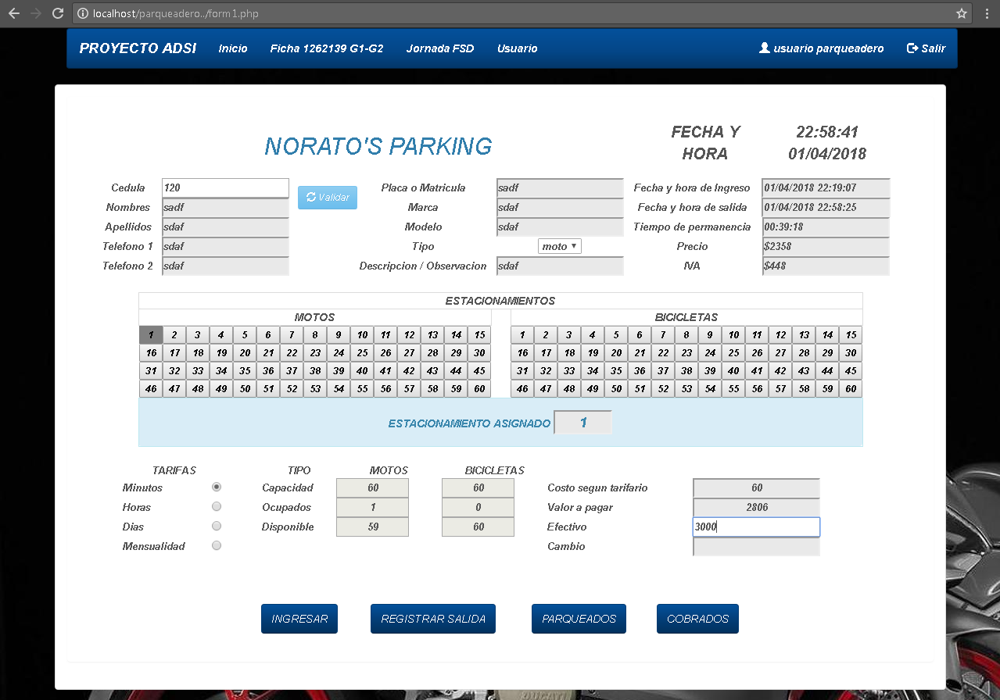 localhost/parqueadero../form1.php
PROYECTO ADSI Inicio Ficha 1262139 G1-G2 Jornada FSD Usuario usuario parqueadero Salir
NORATO'S PARKING
FECHA Y HORA
22:58:41
01/04/2018
Cedula 120 Validar Placa o Matricula sadf Fecha y hora de Ingreso 01/04/2018 22:19:07
Nombres sadf Marca sdaf Fecha y hora de salida 01/04/2018 22:58:25
Apellidos sdaf Modelo sdaf Tiempo de permanencia 00:39:18
Telefono 1 sdaf Tipo moto Precio $2358
Telefono 2 sdaf Descripcion / Observacion sdaf IVA $448
ESTACIONAMIENTOS
MOTOS BICICLETAS
1 2 3 4 5 6 7 8 9 10 11 12 13 14 15 1 2 3 4 5 6 7 8 9 10 11 12 13 14 15
16 17 18 19 20 21 22 23 24 25 26 27 28 29 30 16 17 18 19 20 21 22 23 24 25 26 27 28 29 30
31 32 33 34 35 36 37 38 39 40 41 42 43 44 45 31 32 33 34 35 36 37 38 39 40 41 42 43 44 45
46 47 48 49 50 51 52 53 54 55 56 57 58 59 60 46 47 48 49 50 51 52 53 54 55 56 57 58 59 60
ESTACIONAMIENTO ASIGNADO 1
TARIFAS TIPO MOTOS BICICLETAS
Minutos Capacidad 60 60 Costo segun tarifario 60
Horas Ocupados 1 0 Valor a pagar 2806
Dias Disponible 59 60 Efectivo 3000
Mensualidad Cambio
INGRESAR REGISTRAR SALIDA PARQUEADOS COBRADOS
DUCATI